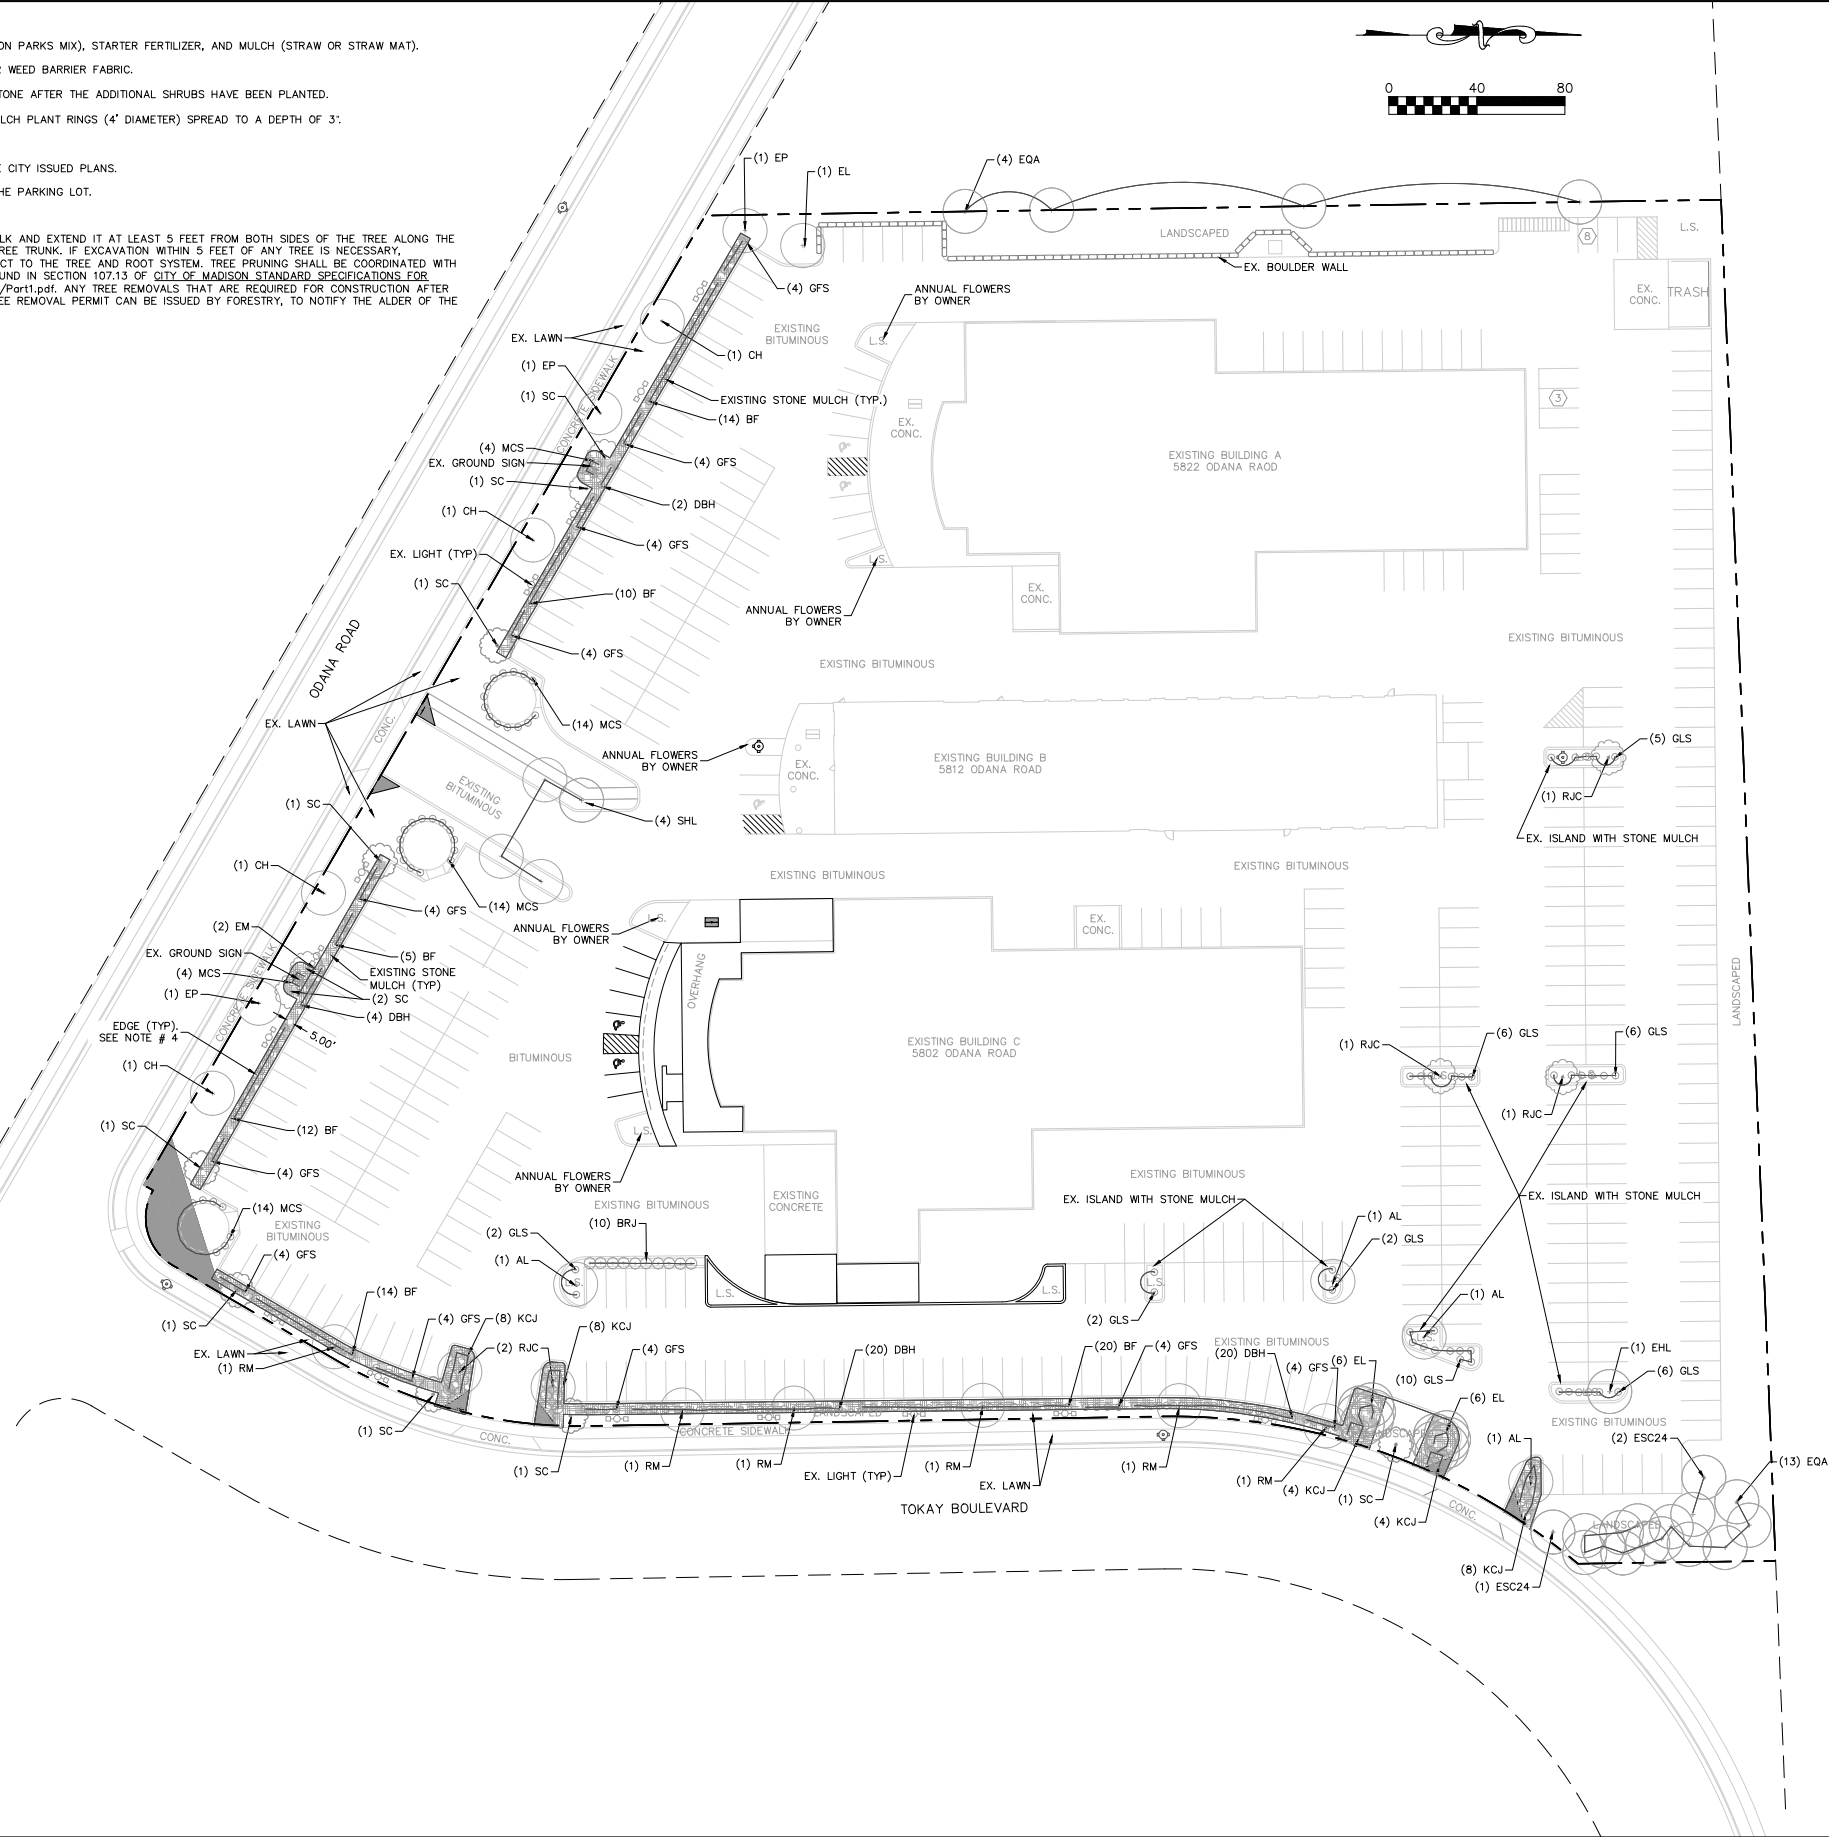 ON PARKS MIX), STARTER FERTILIZER, AND MULCH (STRAW OR STRAW MAT).
WEED BARRIER FABRIC.
TONE AFTER THE ADDITIONAL SHRUBS HAVE BEEN PLANTED.
LCH PLANT RINGS (4' DIAMETER) SPREAD TO A DEPTH OF 3".
CITY ISSUED PLANS.
HE PARKING LOT.
LK AND EXTEND IT AT LEAST 5 FEET FROM BOTH SIDES OF THE TREE ALONG THE
REE TRUNK. IF EXCAVATION WITHIN 5 FEET OF ANY TREE IS NECESSARY,
CT TO THE TREE AND ROOT SYSTEM. TREE PRUNING SHALL BE COORDINATED WITH
UND IN SECTION 107.13 OF CITY OF MADISON STANDARD SPECIFICATIONS FOR
/Part1.pdf. ANY TREE REMOVALS THAT ARE REQUIRED FOR CONSTRUCTION AFTER
EE REMOVAL PERMIT CAN BE ISSUED BY FORESTRY, TO NOTIFY THE ALDER OF THE
0 40 80
(1) EP
(1) EL
(4) EQA
LANDSCAPED
8
L.S.
EX. BOULDER WALL
(4) GFS
ANNUAL FLOWERS
BY OWNER
EX.
CONC.
TRASH
EXISTING
BITUMINOUS
L.S.
EX. LAWN
(1) CH
(1) EP
CONCRETE SIDEWALK
(1) SC
EXISTING STONE MULCH (TYP.)
(14) BF
3
EX.
CONC.
(4) MCS
EX. GROUND SIGN
(4) GFS
EXISTING BUILDING A
5822 ODANA RAOD
(1) SC
(2) DBH
(1) CH
(4) GFS
EX. LIGHT (TYP)
L.S.
(1) SC
(10) BF
EX.
CONC.
ANNUAL FLOWERS
BY OWNER
ODANA ROAD
(4) GFS
EXISTING BITUMINOUS
EXISTING BITUMINOUS
EX. LAWN
CONC.
(14) MCS
ANNUAL FLOWERS
BY OWNER
EX.
CONC.
EXISTING BUILDING B
5812 ODANA ROAD
(5) GLS
(1) RJC
EXISTING
BITUMINOUS
(1) SC
(4) SHL
EX. ISLAND WITH STONE MULCH
(1) CH
EXISTING BITUMINOUS
EXISTING BITUMINOUS
(4) GFS
(14) MCS
L.S.
EX.
CONC.
(2) EM
ANNUAL FLOWERS
BY OWNER
EX. GROUND SIGN
(5) BF
(4) MCS
EXISTING STONE
MULCH (TYP)
OVERHANG
LANDSCAPED
(1) EP
(2) SC
CONCRETE SIDEWALK
(4) DBH
EDGE (TYP).
SEE NOTE # 4
5.00'
BITUMINOUS
EXISTING BUILDING C
5802 ODANA ROAD
(1) RJC
(6) GLS
(6) GLS
L.S.
(1) CH
(1) RJC
(1) SC
(12) BF
L.S.
(4) GFS
ANNUAL FLOWERS
BY OWNER
EXISTING BITUMINOUS
(14) MCS
EXISTING
BITUMINOUS
EXISTING BITUMINOUS
EXISTING
CONCRETE
EX. ISLAND WITH STONE MULCH
EX. ISLAND WITH STONE MULCH
(10) BRJ
(2) GLS
(1) AL
(4) GFS
(1) AL
(2) GLS
L.S.
L.S.
L.S.
L.S.
(14) BF
(1) AL
(4) GFS
(8) KCJ
(8) KCJ
(2) GLS
(1) SC
EX. LAWN
(1) RM
(2) RJC
(4) GFS
(20) DBH
(20) BF
(4) GFS
EXISTING BITUMINOUS
(20) DBH
(4) GFS
(6) EL
L.S.
(10) GLS
(1) EHL
(6) GLS
(6) EL
LANDSCAPED
LANDSCAPED
EXISTING BITUMINOUS
(1) SC
CONC.
CONCRETE SIDEWALK
(1) AL
(2) ESC24
(1) SC
(1) RM
(1) RM
EX. LIGHT (TYP)
(1) RM
EX. LAWN
(1) RM
(1) RM
(4) KCJ
(1) SC
(13) EQA
TOKAY BOULEVARD
CONC.
(4) KCJ
LANDSCAPED
(8) KCJ
(1) ESC24